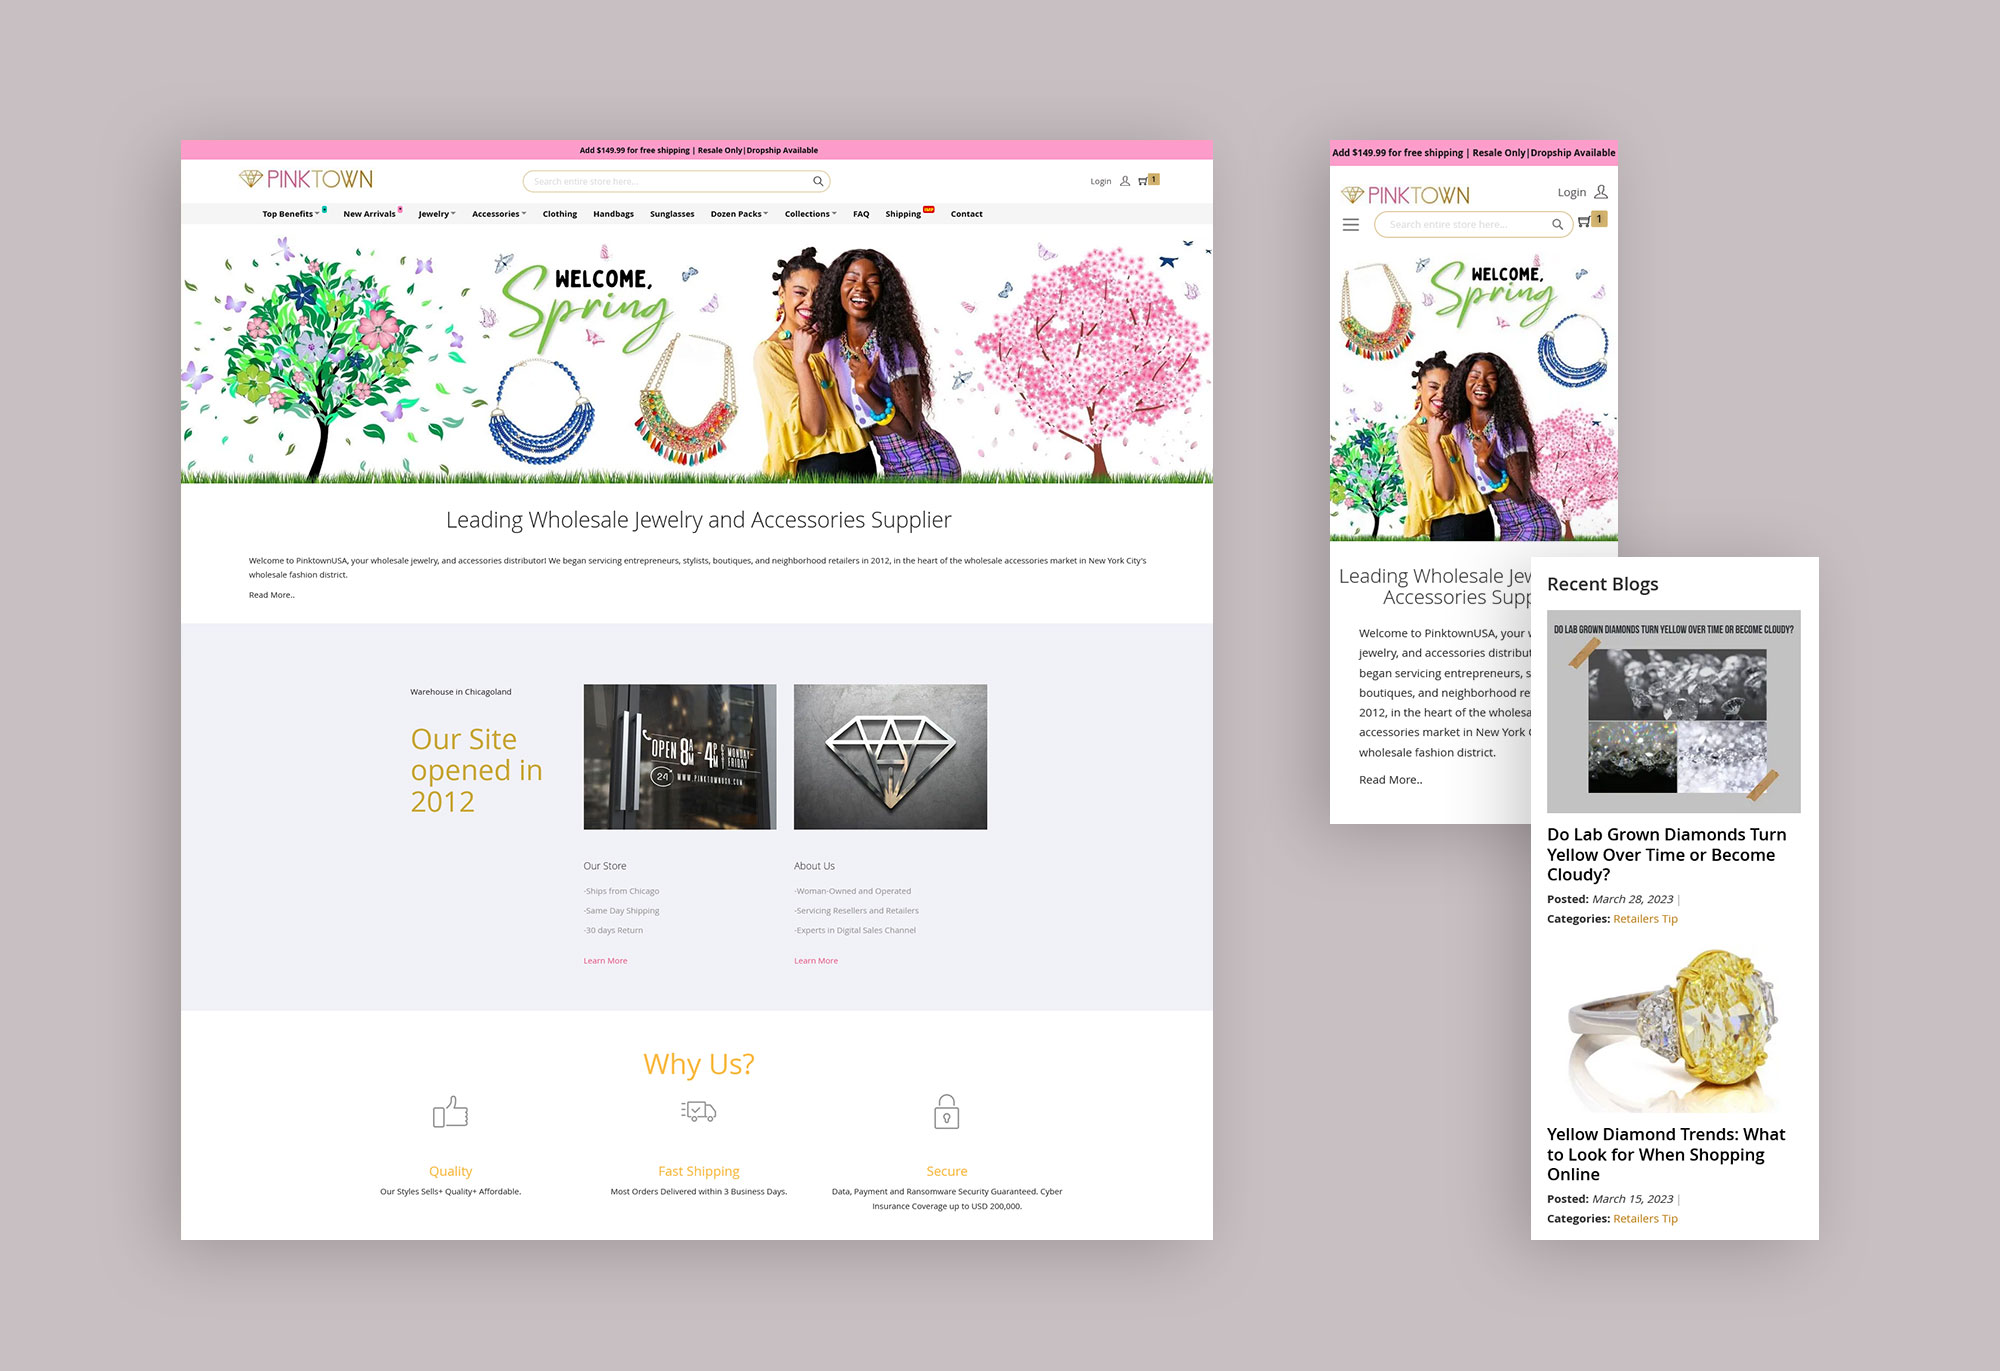 Add $149.99 for free shipping | Resale Only|Dropship Available
PINKTOWN
Search entire store here...
Login
1
Top Benefits
New Arrivals
Jewelry
Accessories
Clothing
Handbags
Sunglasses
Dozen Packs
Collections
FAQ
Shipping
Contact
WELCOME,
Spring
Leading Wholesale Jewelry and Accessories Supplier
Welcome to PinktownUSA, your wholesale jewelry, and accessories distributor! We began servicing entrepreneurs, stylists, boutiques, and neighborhood retailers in 2012, in the heart of the wholesale accessories market in New York City's
wholesale fashion district.
Read More..
Warehouse in Chicagoland
Our Site
opened in
2012
OPEN 8AM - 4PM MONDAY- FRIDAY
24 WWW.PINKTOWNUSA.COM
Our Store
-Ships from Chicago
-Same Day Shipping
-30 days Return
Learn More
About Us
-Woman-Owned and Operated
-Servicing Resellers and Retailers
-Experts in Digital Sales Channel
Learn More
Why Us?
Quality
Our Styles Sells+ Quality+ Affordable.
Fast Shipping
Most Orders Delivered within 3 Business Days.
Secure
Data, Payment and Ransomware Security Guaranteed. Cyber
Insurance Coverage up to USD 200,000.
Add $149.99 for free shipping | Resale Only|Dropship Available
PINKTOWN
Login
Search entire store here...
1
WELCOME,
Spring
Leading Wholesale
Accessories
Welcome to PinktownUSA, your
jewelry, and accessories
began servicing entrepreneurs,
boutiques, and neighborhood
2012, in the heart of the
accessories market in New York
wholesale fashion district.
Read More..
Recent Blogs
DO LAB GROWN DIAMONDS TURN YELLOW OVER TIME OR BECOME CLOUDY?
Do Lab Grown Diamonds Turn
Yellow Over Time or Become
Cloudy?
Posted: March 28, 2023 |
Categories: Retailers Tip
Yellow Diamond Trends: What
to Look for When Shopping
Online
Posted: March 15, 2023 |
Categories: Retailers Tip